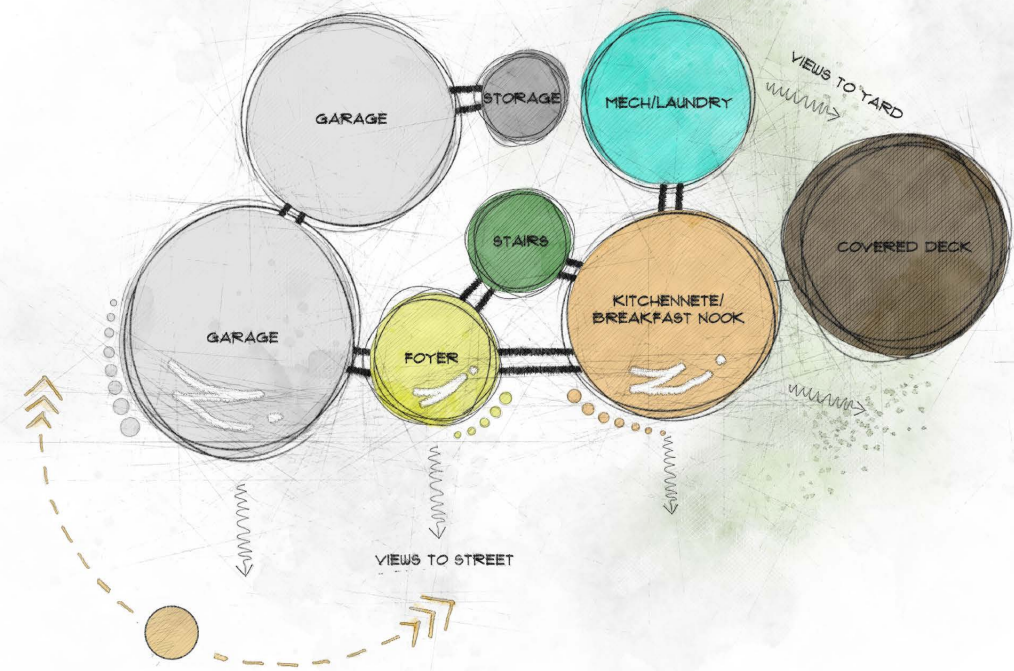 VIEWS TO YARD
STORAGE
MECH/LAUNDRY
GARAGE
STAIRS
COVERED DECK
KITCHENNETE/
BREAKFAST NOOK
GARAGE
FOYER
VIEWS TO STREET